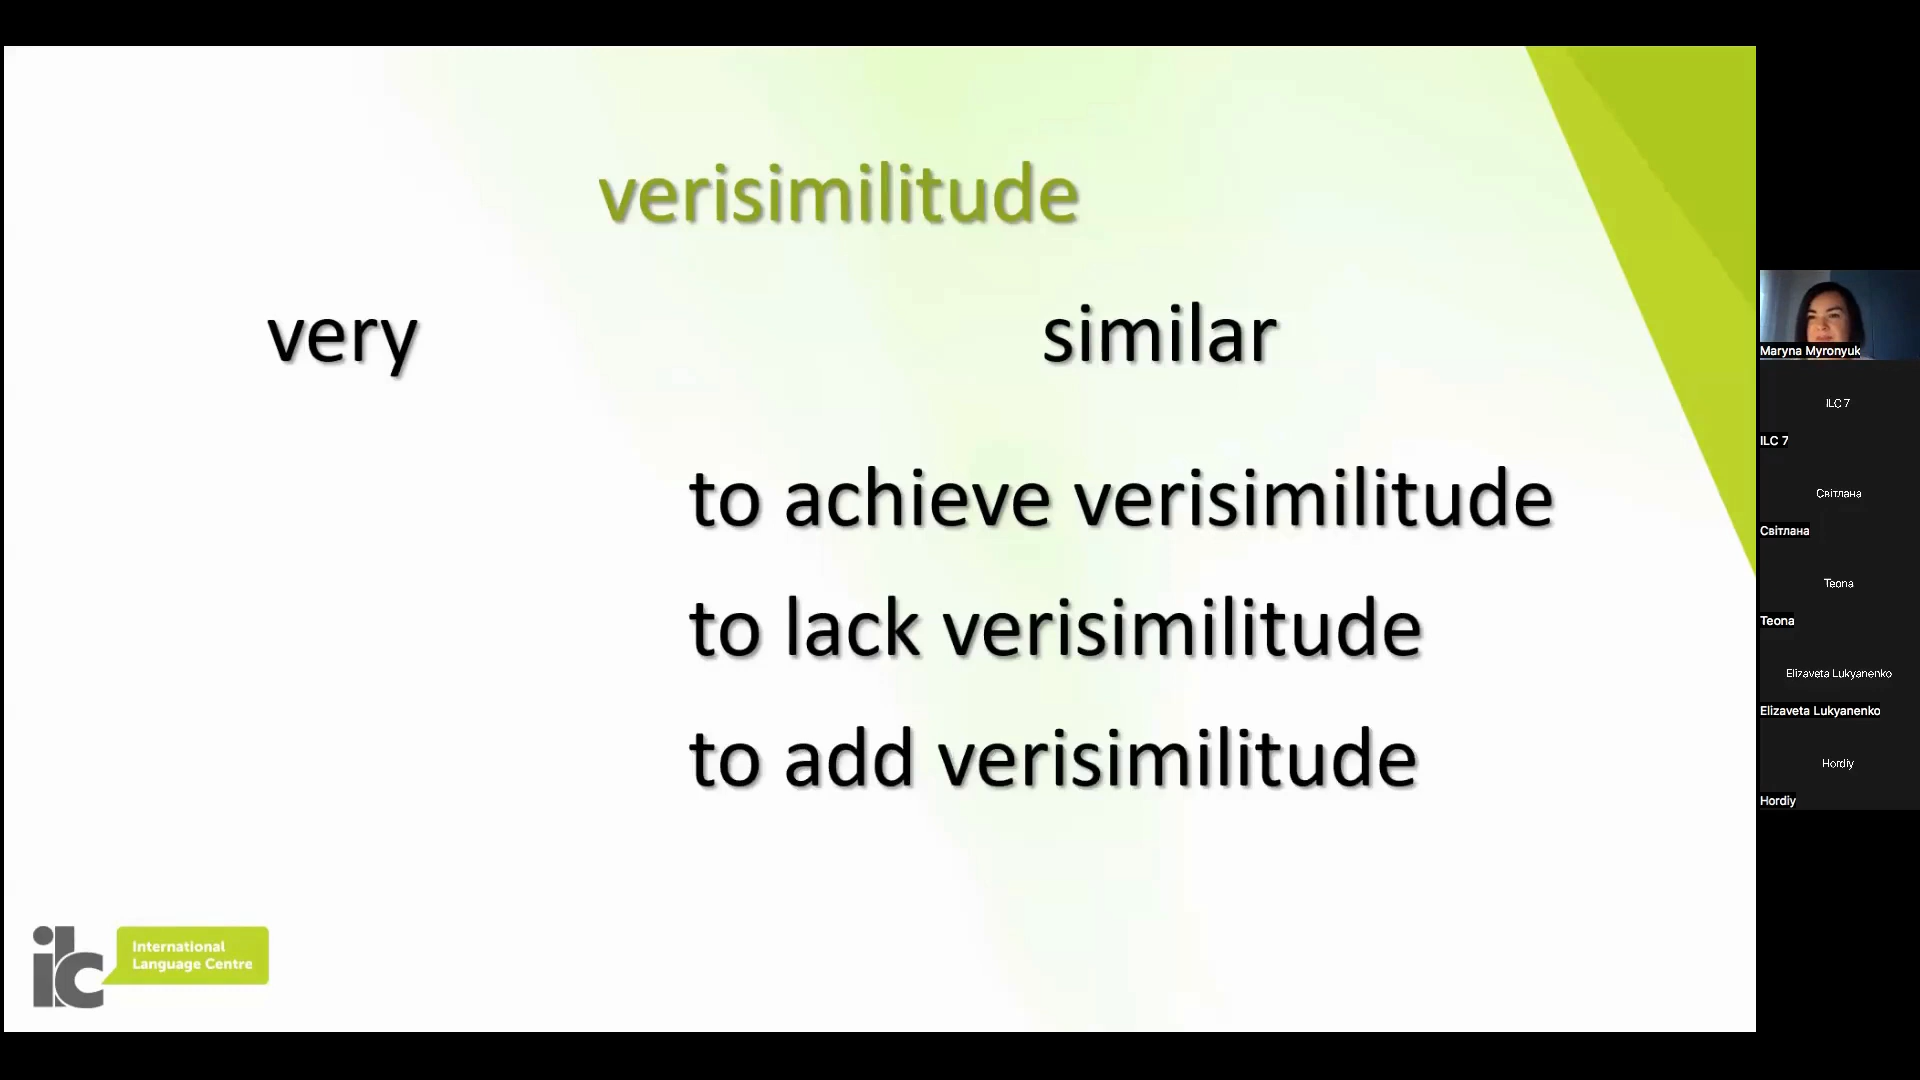 verisimilitude
very
similar
to achieve verisimilitude
to lack verisimilitude
to add verisimilitude
ilc
International
Language Centre
Maryna Myronyuk
ILC 7
ILC 7
Світлана
Світлана
Teona
Teona
Elizaveta Lukyanenko
Elizaveta Lukyanenko
Hordiy
Hordiy